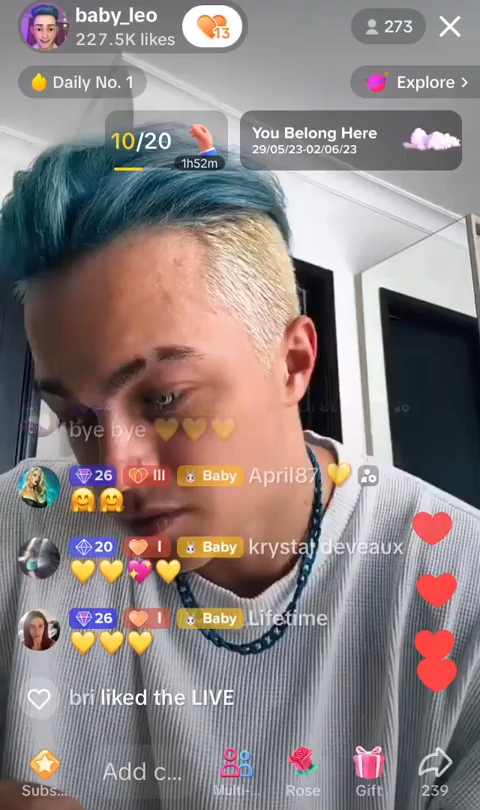 baby_leo
227.5K likes
13
273
Daily No. 1
Explore >
10/20
1h52m
You Belong Here
29/05/23-02/06/23
bye bye 💛💛💛
26 III Baby April87 💛
🤗🤗
20 I Baby krystal deveaux
💛💛💖💛
26 I Baby Lifetime
💛💛💛
bri liked the LIVE
Subs...
Add c...
Multi-...
Rose
Gift
239